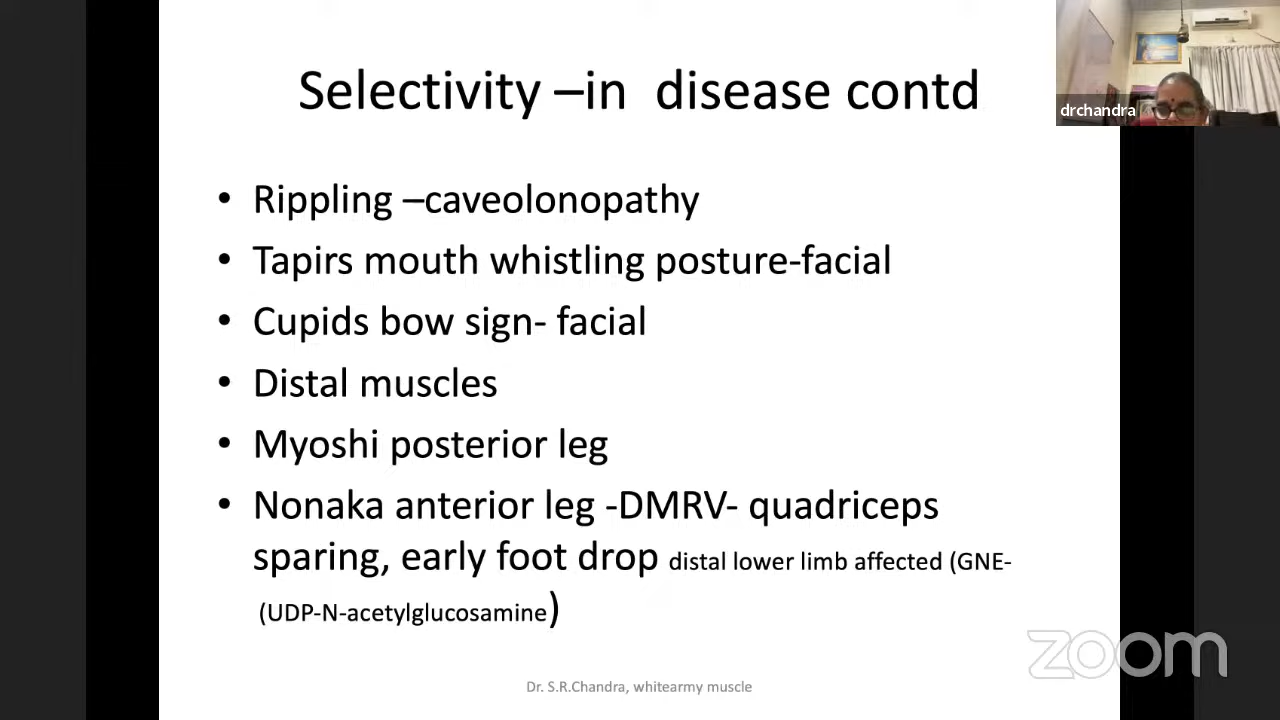 Selectivity –in disease contd
drchandra
• Rippling –caveolonopathy
• Tapirs mouth whistling posture-facial
• Cupids bow sign- facial
• Distal muscles
• Myoshi posterior leg
• Nonaka anterior leg -DMRV- quadriceps
sparing, early foot drop distal lower limb affected (GNE-
(UDP-N-acetylglucosamine)
zoom
Dr. S.R.Chandra, whitearmy muscle